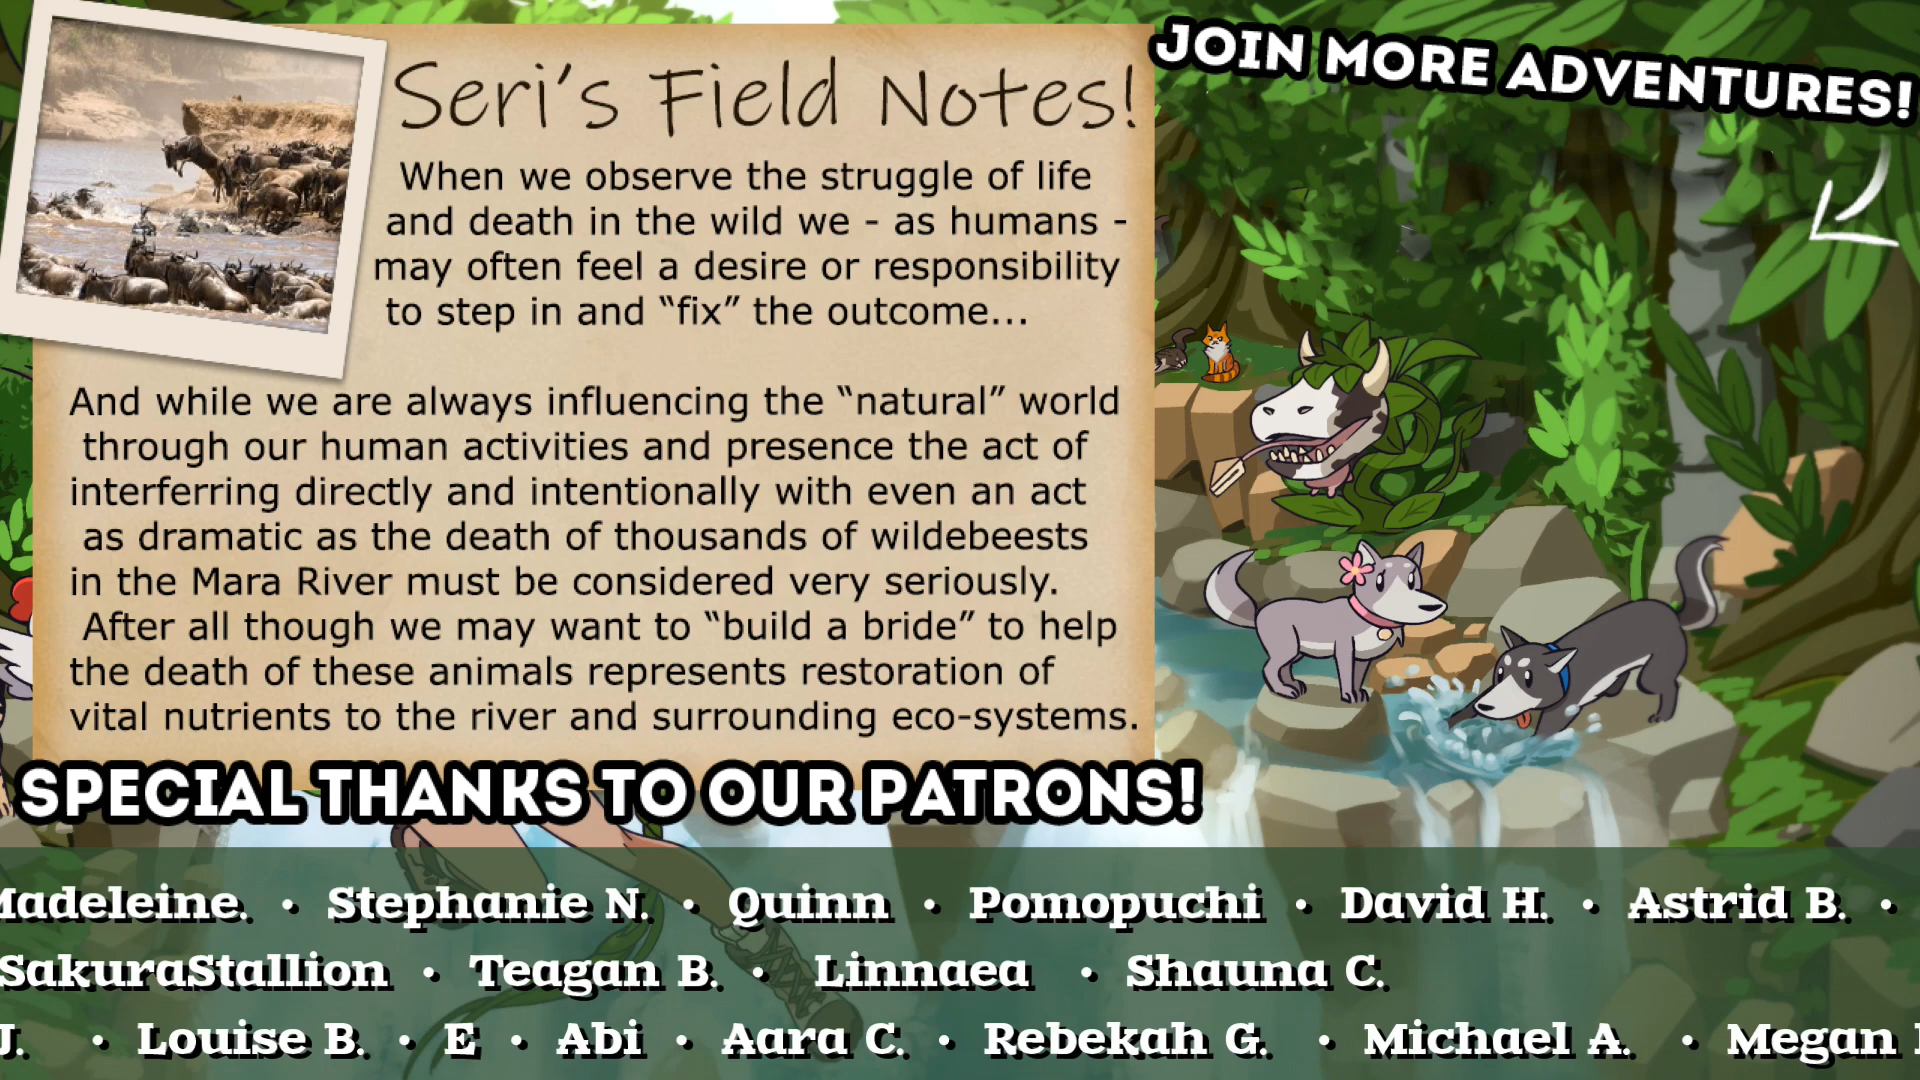 Seri's Field Notes!
When we observe the struggle of life
and death in the wild we - as humans -
may often feel a desire or responsibility
to step in and “fix” the outcome...
And while we are always influencing the “natural” world
through our human activities and presence the act of
interferring directly and intentionally with even an act
as dramatic as the death of thousands of wildebeests
in the Mara River must be considered very seriously.
After all though we may want to “build a bride” to help
the death of these animals represents restoration of
vital nutrients to the river and surrounding eco-systems.
JOIN MORE ADVENTURES!
SPECIAL THANKS TO OUR PATRONS!
Madeleine. • Stephanie N. • Quinn • Pomopuchi • David H. • Astrid B. •
SakuraStallion • Teagan B. • Linnaea • Shauna C.
J. • Louise B. • E • Abi • Aara C. • Rebekah G. • Michael A. • Megan